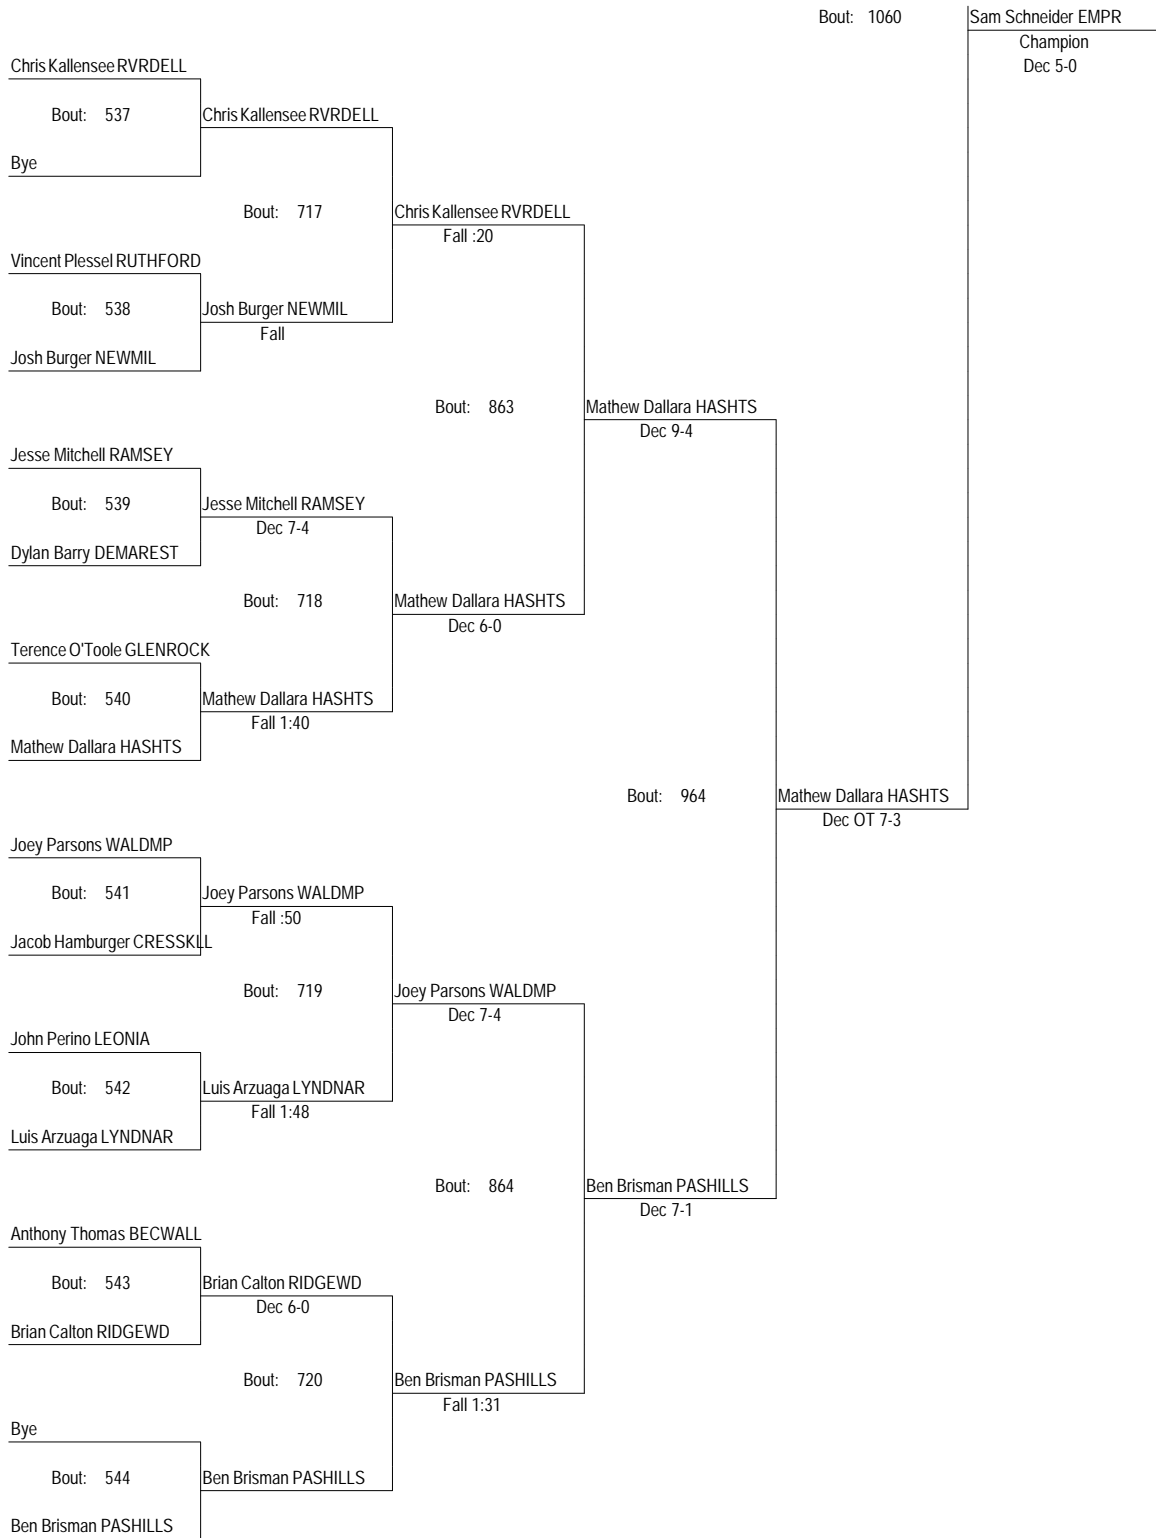 Bout: 1060
Sam Schneider EMPR
Champion
Dec 5-0
Chris Kallensee RVRDELL
Bout: 537
Chris Kallensee RVRDELL
Bye
Bout: 717
Chris Kallensee RVRDELL
Fall :20
Vincent Plessel RUTHFORD
Bout: 538
Josh Burger NEWMIL
Fall
Josh Burger NEWMIL
Bout: 863
Mathew Dallara HASHTS
Dec 9-4
Jesse Mitchell RAMSEY
Bout: 539
Jesse Mitchell RAMSEY
Dec 7-4
Dylan Barry DEMAREST
Bout: 718
Mathew Dallara HASHTS
Dec 6-0
Terence O'Toole GLENROCK
Bout: 540
Mathew Dallara HASHTS
Fall 1:40
Mathew Dallara HASHTS
Bout: 964
Mathew Dallara HASHTS
Dec OT 7-3
Joey Parsons WALDMP
Bout: 541
Joey Parsons WALDMP
Fall :50
Jacob Hamburger CRESSKLL
Bout: 719
Joey Parsons WALDMP
Dec 7-4
John Perino LEONIA
Bout: 542
Luis Arzuaga LYNDNAR
Fall 1:48
Luis Arzuaga LYNDNAR
Bout: 864
Ben Brisman PASHILLS
Dec 7-1
Anthony Thomas BECWALL
Bout: 543
Brian Calton RIDGEWD
Dec 6-0
Brian Calton RIDGEWD
Bout: 720
Ben Brisman PASHILLS
Fall 1:31
Bye
Bout: 544
Ben Brisman PASHILLS
Ben Brisman PASHILLS